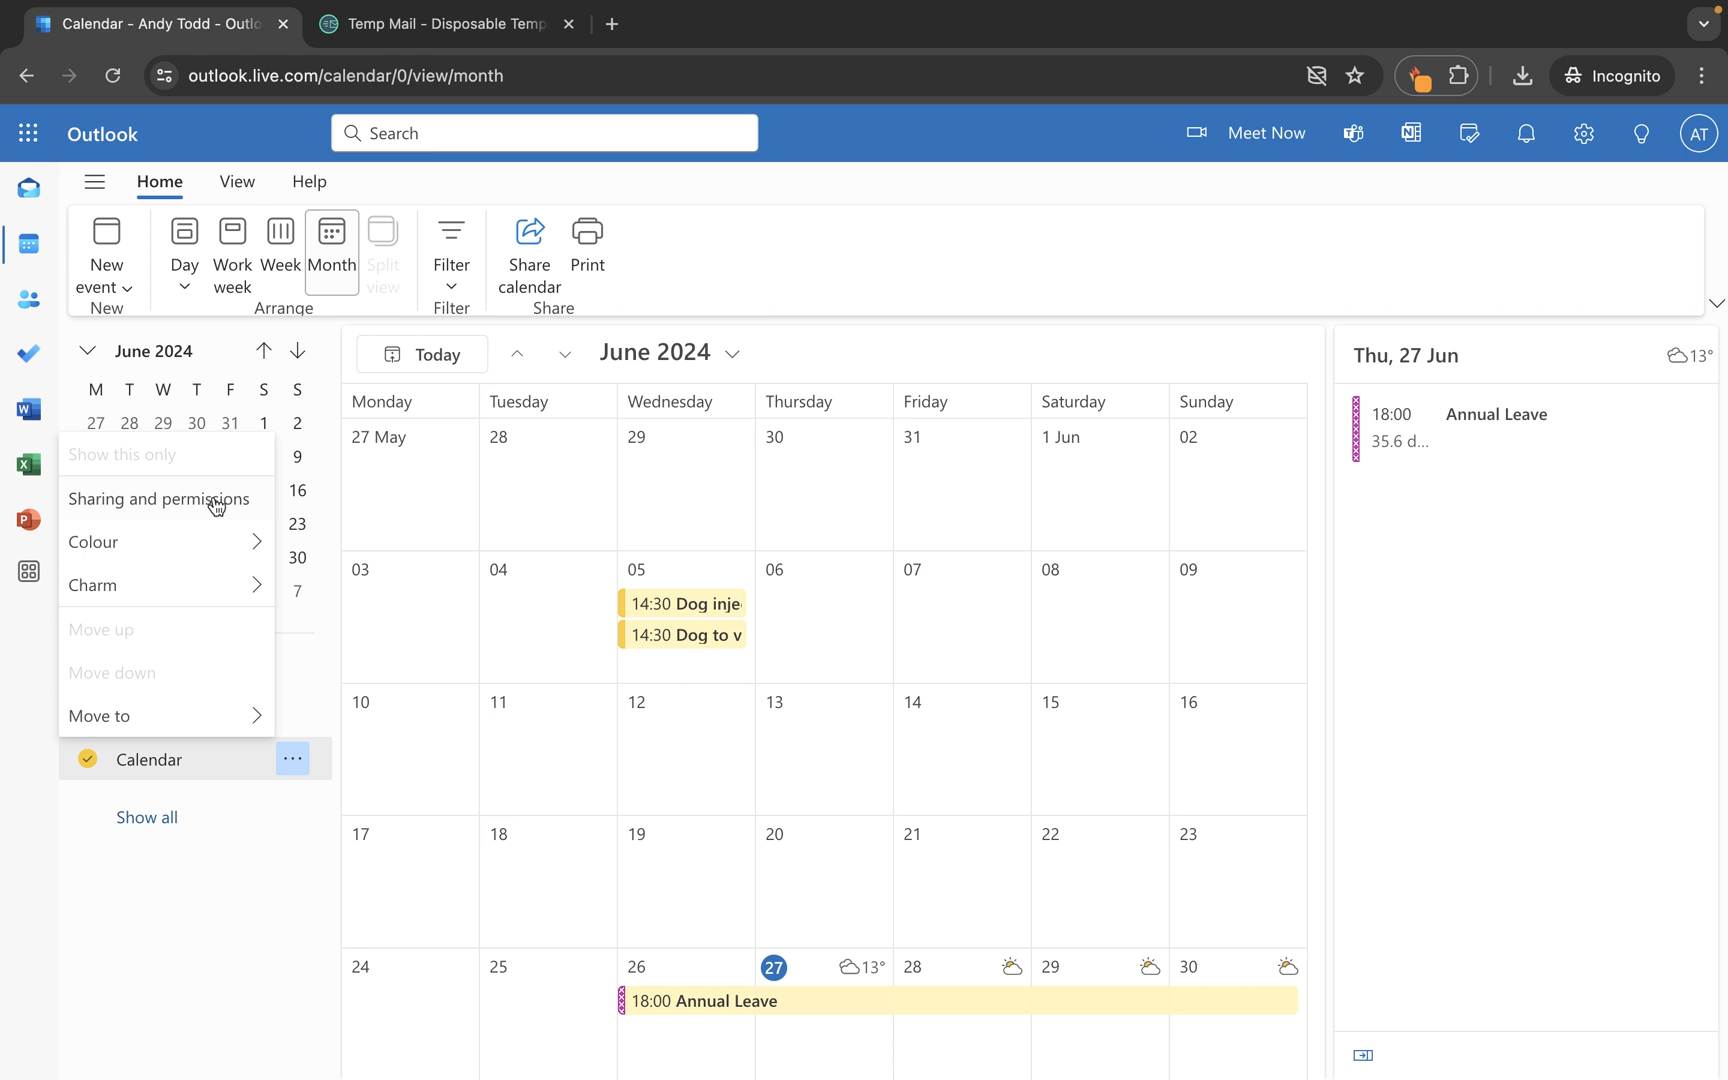 Calendar - Andy Todd - Outlo
Temp Mail - Disposable Temp
outlook.live.com/calendar/0/view/month
Incognito
Outlook
Search
Meet Now
AT
Home View Help
New event
Day
Work week
Week
Month
Split view
Filter
Share calendar
Print
New
Arrange
Filter
Share
June 2024
M T W T F S S
27 28 29 30 31 1 2
9
16
23
30
7
Show this only
Sharing and permissions
Colour
Charm
Move up
Move down
Move to
Calendar
Show all
Today
June 2024
Monday Tuesday Wednesday Thursday Friday Saturday Sunday
27 May 28 29 30 31 1 Jun 02
03 04 05 06 07 08 09
14:30 Dog inje
14:30 Dog to v
10 11 12 13 14 15 16
17 18 19 20 21 22 23
24 25 26 27 13° 28 29 30
18:00 Annual Leave
Thu, 27 Jun 13°
18:00 Annual Leave
35.6 d...